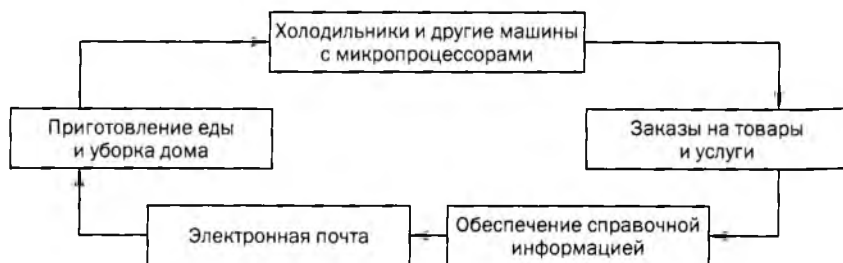 Холодильники и другие машины
с микропроцессорами
Приготовление еды
и уборка дома
Заказы на товары
и услуги
Электронная почта
Обеспечение справочной
информацией